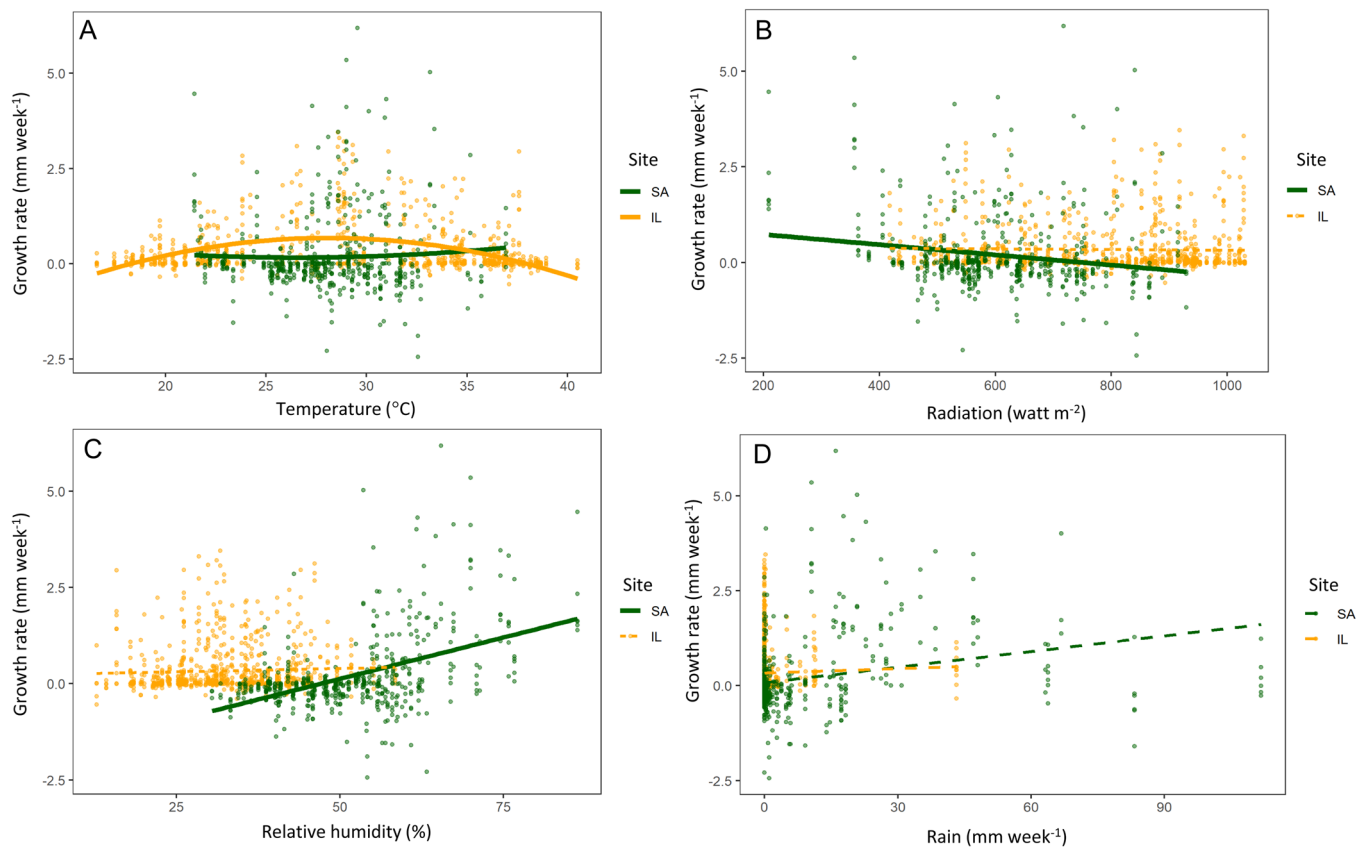 A
Growth rate (mm week⁻¹)
5.0
2.5
0.0
-2.5
20
25
30
35
40
Temperature (°C)
Site
SA
IL
B
Growth rate (mm week⁻¹)
5.0
2.5
0.0
-2.5
200
400
600
800
1000
Radiation (watt m⁻²)
Site
SA
IL
C
Growth rate (mm week⁻¹)
5.0
2.5
0.0
-2.5
25
50
75
Relative humidity (%)
Site
SA
IL
D
Growth rate (mm week⁻¹)
5.0
2.5
0.0
-2.5
0
30
60
90
Rain (mm week⁻¹)
Site
SA
IL